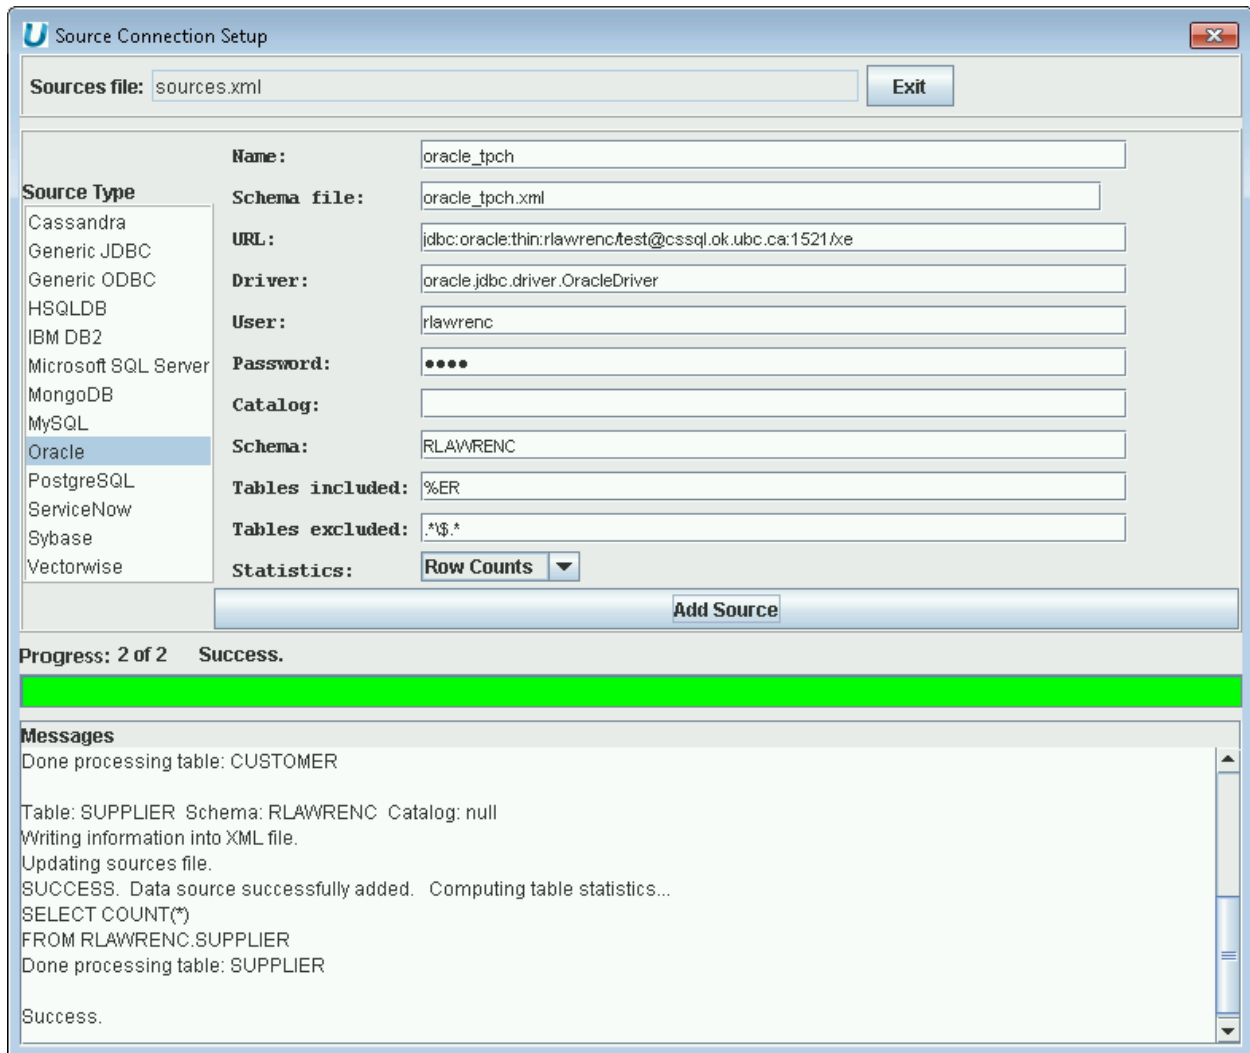 Source Connection Setup
Sources file: sources.xml Exit
Source Type
Cassandra
Generic JDBC
Generic ODBC
HSQLDB
IBM DB2
Microsoft SQL Server
MongoDB
MySQL
Oracle
PostgreSQL
ServiceNow
Sybase
Vectorwise
Name: oracle_tpch
Schema file: oracle_tpch.xml
URL: jdbc:oracle:thin:rlawrenc/test@cssql.ok.ubc.ca:1521/xe
Driver: oracle.jdbc.driver.OracleDriver
User: rlawrenc
Password: ●●●●
Catalog:
Schema: RLAWRENC
Tables included: %ER
Tables excluded: .*\$.*
Statistics: Row Counts
Add Source
Progress: 2 of 2 Success.
Messages
Done processing table: CUSTOMER
Table: SUPPLIER Schema: RLAWRENC Catalog: null
Writing information into XML file.
Updating sources file.
SUCCESS. Data source successfully added. Computing table statistics...
SELECT COUNT(*)
FROM RLAWRENC.SUPPLIER
Done processing table: SUPPLIER
Success.